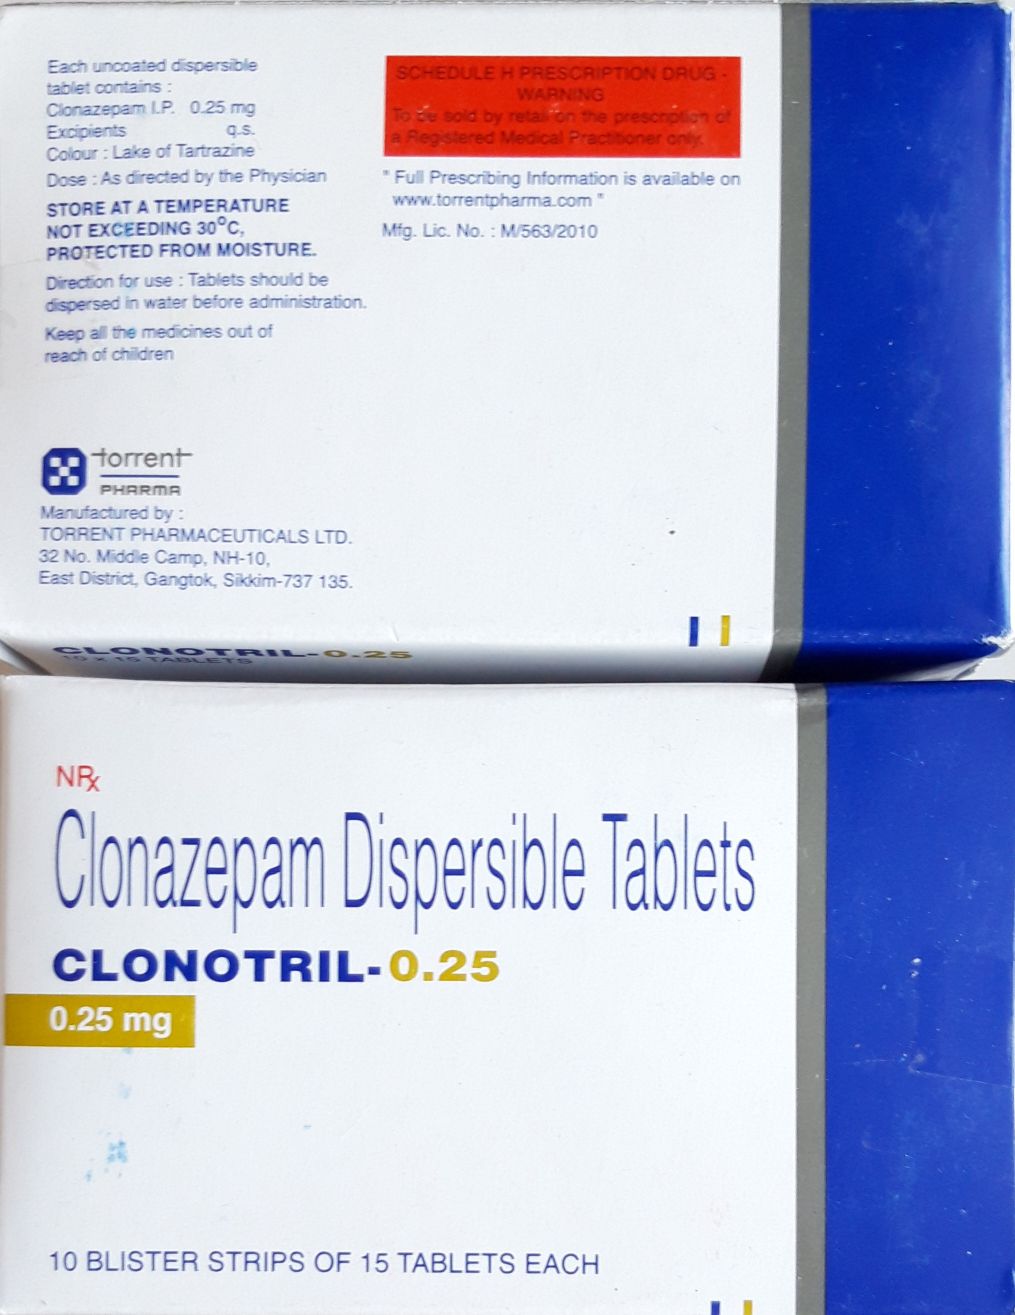 Each uncoated dispersible
tablet contains :
Clonazepam I.P. 0.25 mg
Excipients q.s.
Colour : Lake of Tartrazine
Dose : As directed by the Physician
STORE AT A TEMPERATURE
NOT EXCEEDING 30°C,
PROTECTED FROM MOISTURE.
Direction for use : Tablets should be
dispersed in water before administration.
Keep all the medicines out of
reach of children
SCHEDULE H PRESCRIPTION DRUG -
WARNING
To be sold by retail on the prescription of
a Registered Medical Practitioner only.
" Full Prescribing Information is available on
www.torrentpharma.com "
Mfg. Lic. No. : M/563/2010
torrent
PHARMA
Manufactured by :
TORRENT PHARMACEUTICALS LTD.
32 No. Middle Camp, NH-10,
East District, Gangtok, Sikkim-737 135.
CLONOTRIL-0.25
10 X 15 TABLETS
NRx
Clonazepam Dispersible Tablets
CLONOTRIL-0.25
0.25 mg
10 BLISTER STRIPS OF 15 TABLETS EACH